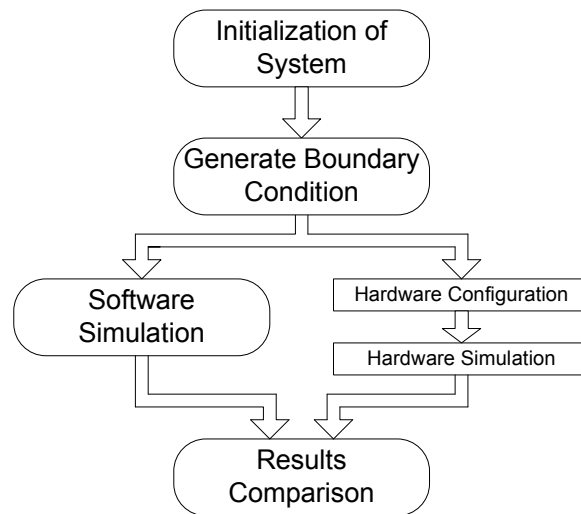 Initialization of
System
Generate Boundary
Condition
Software
Simulation
Hardware Configuration
Hardware Simulation
Results
Comparison